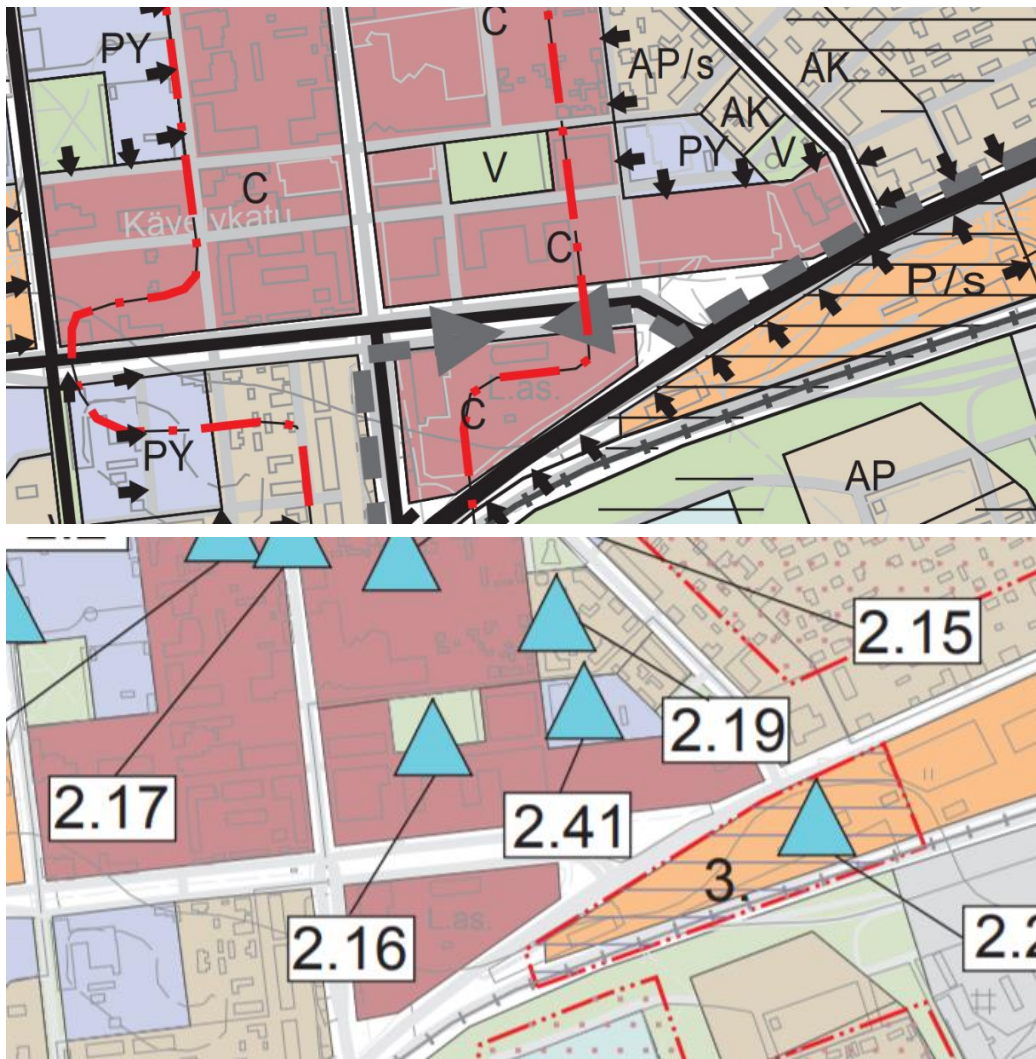 C
PY
AP/s
AK
AK
PY
V
V
C
Kävelykatu
C
P/s
L.as.
C
PY
AP
2.15
2.19
2.17
2.41
3.
2.16
L.as.